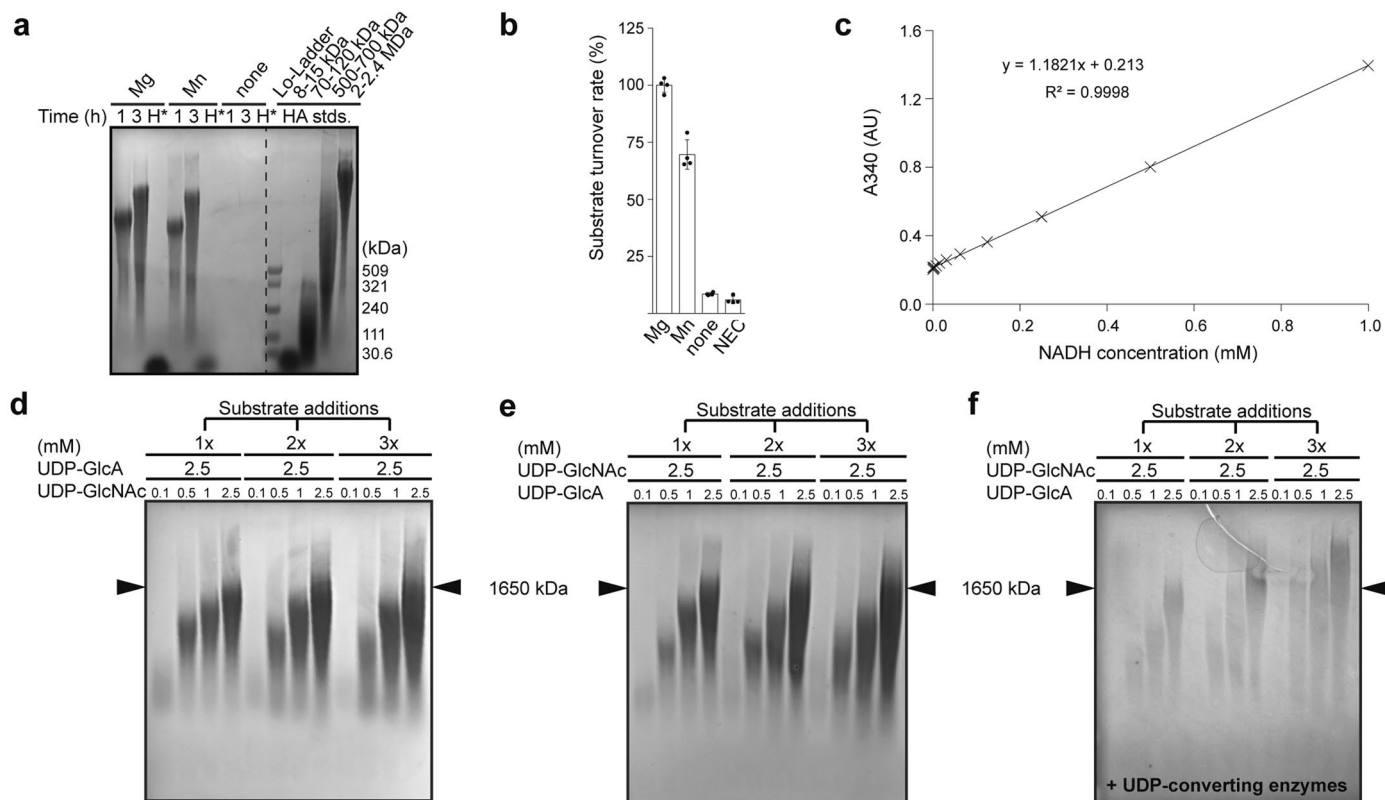 a
Mg Mn none Lo-Ladder 8-15 kDa 70-120 kDa 500-700 kDa 2-2.4 MDa
Time (h) 1 3 H* 1 3 H* 1 3 H* HA stds.
(kDa)
509
321
240
111
30.6
b
Substrate turnover rate (%)
125
100
75
50
25
Mg Mn none NEC
c
A340 (AU)
1.6
1.2
0.8
0.4
0.0
y = 1.1821x + 0.213
R² = 0.9998
0.0 0.2 0.4 0.6 0.8 1.0
NADH concentration (mM)
d
Substrate additions
(mM) 1x 2x 3x
UDP-GlcA 2.5 2.5 2.5
UDP-GlcNAc 0.1 0.5 1 2.5 0.1 0.5 1 2.5 0.1 0.5 1 2.5
e
Substrate additions
(mM) 1x 2x 3x
UDP-GlcNAc 2.5 2.5 2.5
UDP-GlcA 0.1 0.5 1 2.5 0.1 0.5 1 2.5 0.1 0.5 1 2.5
1650 kDa
f
Substrate additions
(mM) 1x 2x 3x
UDP-GlcNAc 2.5 2.5 2.5
UDP-GlcA 0.1 0.5 1 2.5 0.1 0.5 1 2.5 0.1 0.5 1 2.5
1650 kDa
+ UDP-converting enzymes